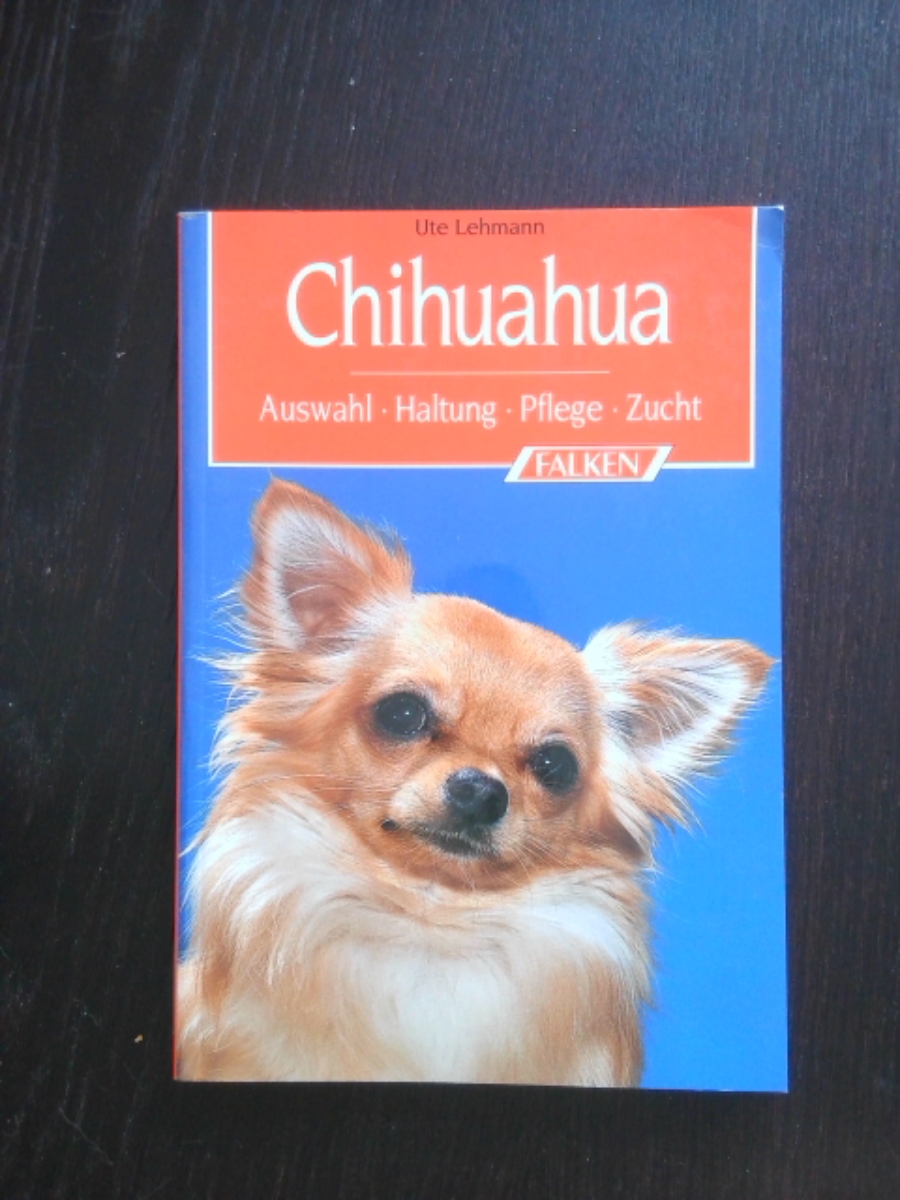 Ute Lehmann
Chihuahua
Auswahl · Haltung · Pflege · Zucht
FALKEN